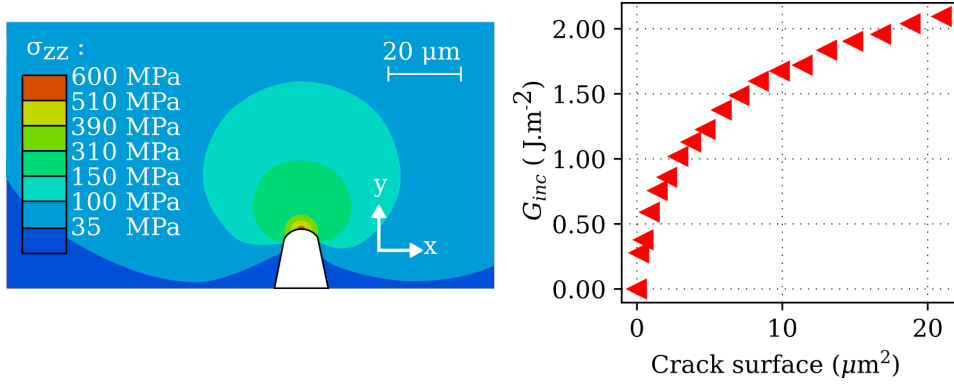 σzz :
600 MPa
510 MPa
390 MPa
310 MPa
150 MPa
100 MPa
35 MPa
20 μm
y
x
2.00
1.50
1.00
0.50
0.00
Ginc ( J.m-2)
0 10 20
Crack surface (μm²)